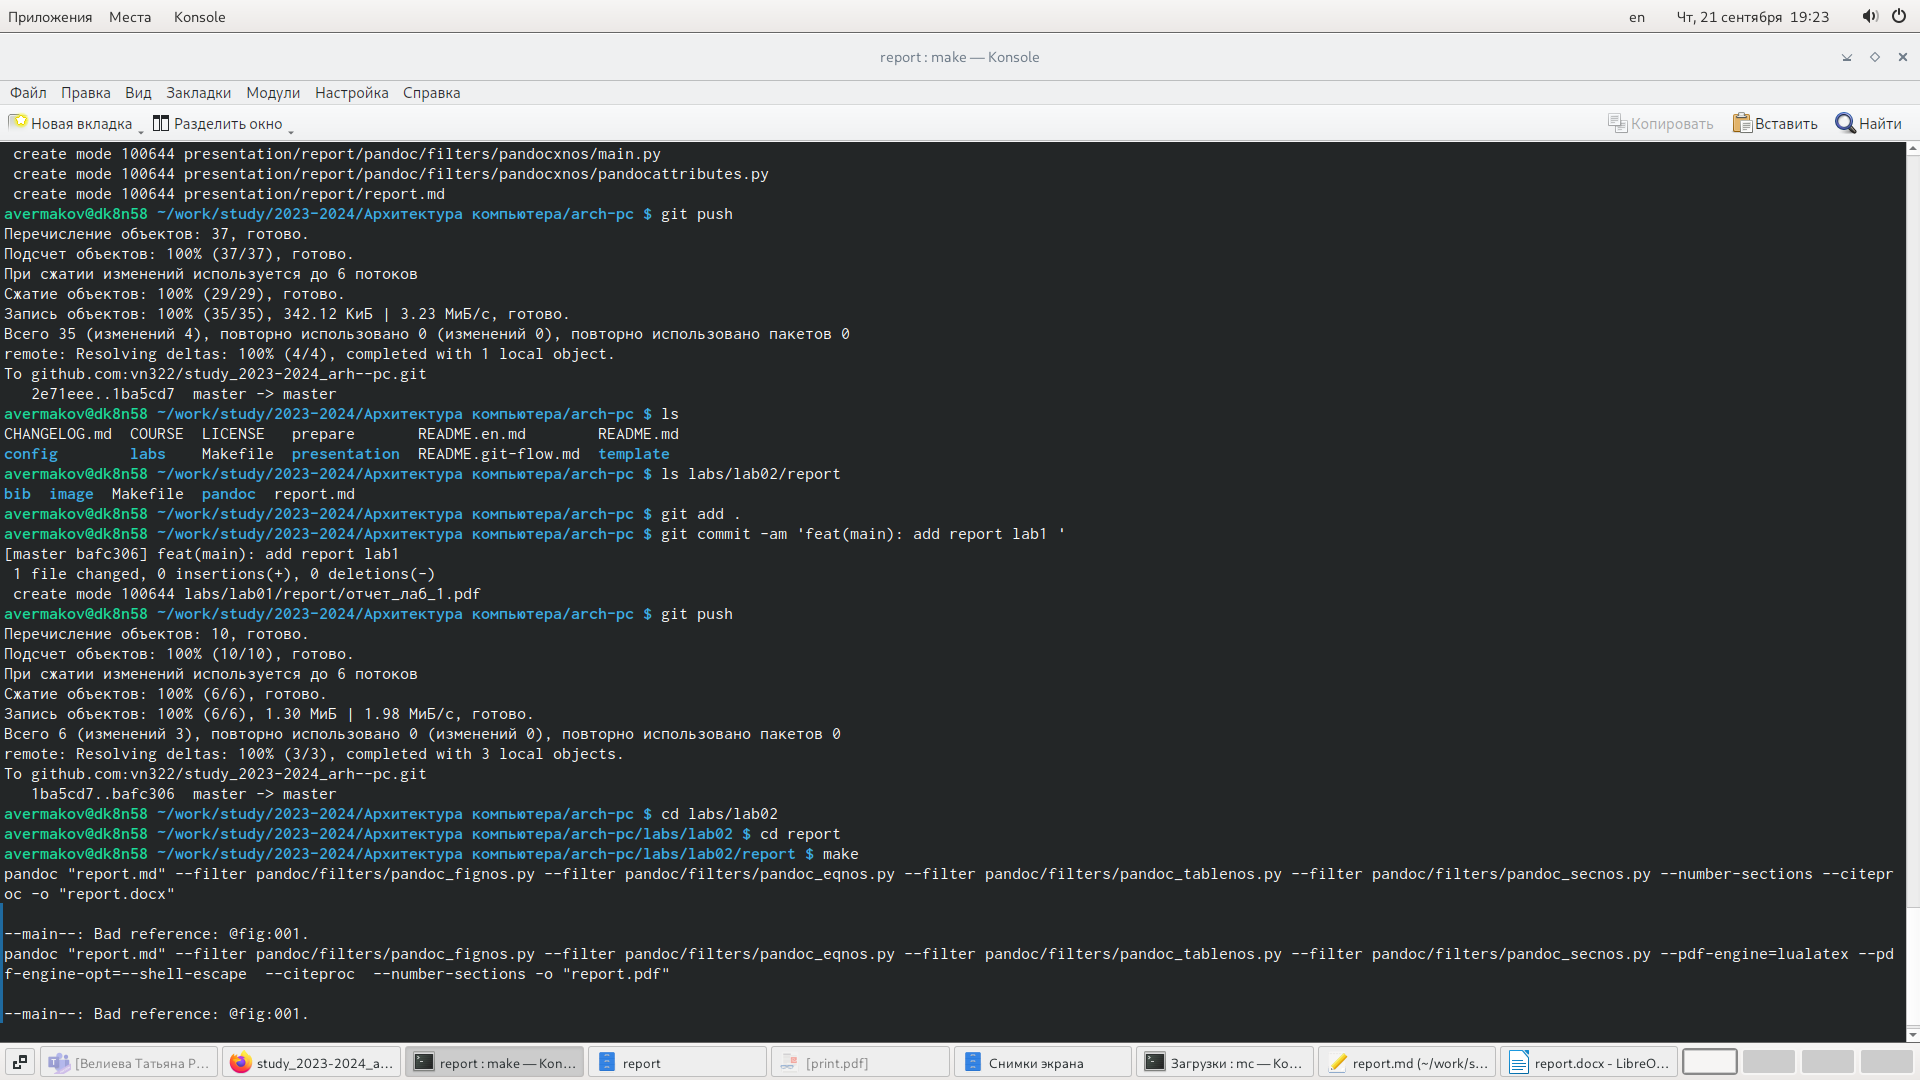 Приложения Места Konsole en Чт, 21 сентября 19:23
report : make — Konsole
Файл Правка Вид Закладки Модули Настройка Справка
Новая вкладка Разделить окно Копировать Вставить Найти
create mode 100644 presentation/report/pandoc/filters/pandocxnos/main.py
create mode 100644 presentation/report/pandoc/filters/pandocxnos/pandocattributes.py
create mode 100644 presentation/report/report.md
avermakov@dk8n58 ~/work/study/2023-2024/Архитектура компьютера/arch-pc $ git push
Перечисление объектов: 37, готово.
Подсчет объектов: 100% (37/37), готово.
При сжатии изменений используется до 6 потоков
Сжатие объектов: 100% (29/29), готово.
Запись объектов: 100% (35/35), 342.12 КиБ | 3.23 МиБ/с, готово.
Всего 35 (изменений 4), повторно использовано 0 (изменений 0), повторно использовано пакетов 0
remote: Resolving deltas: 100% (4/4), completed with 1 local object.
To github.com:vn322/study_2023-2024_arh--pc.git
2e71eee..1ba5cd7 master -> master
avermakov@dk8n58 ~/work/study/2023-2024/Архитектура компьютера/arch-pc $ ls
CHANGELOG.md COURSE LICENSE prepare README.en.md README.md
config labs Makefile presentation README.git-flow.md template
avermakov@dk8n58 ~/work/study/2023-2024/Архитектура компьютера/arch-pc $ ls labs/lab02/report
bib image Makefile pandoc report.md
avermakov@dk8n58 ~/work/study/2023-2024/Архитектура компьютера/arch-pc $ git add .
avermakov@dk8n58 ~/work/study/2023-2024/Архитектура компьютера/arch-pc $ git commit -am 'feat(main): add report lab1 '
[master bafc306] feat(main): add report lab1
1 file changed, 0 insertions(+), 0 deletions(-)
create mode 100644 labs/lab01/report/отчет_лаб_1.pdf
avermakov@dk8n58 ~/work/study/2023-2024/Архитектура компьютера/arch-pc $ git push
Перечисление объектов: 10, готово.
Подсчет объектов: 100% (10/10), готово.
При сжатии изменений используется до 6 потоков
Сжатие объектов: 100% (6/6), готово.
Запись объектов: 100% (6/6), 1.30 МиБ | 1.98 МиБ/с, готово.
Всего 6 (изменений 3), повторно использовано 0 (изменений 0), повторно использовано пакетов 0
remote: Resolving deltas: 100% (3/3), completed with 3 local objects.
To github.com:vn322/study_2023-2024_arh--pc.git
1ba5cd7..bafc306 master -> master
avermakov@dk8n58 ~/work/study/2023-2024/Архитектура компьютера/arch-pc $ cd labs/lab02
avermakov@dk8n58 ~/work/study/2023-2024/Архитектура компьютера/arch-pc/labs/lab02 $ cd report
avermakov@dk8n58 ~/work/study/2023-2024/Архитектура компьютера/arch-pc/labs/lab02/report $ make
pandoc "report.md" --filter pandoc/filters/pandoc_fignos.py --filter pandoc/filters/pandoc_eqnos.py --filter pandoc/filters/pandoc_tablenos.py --filter pandoc/filters/pandoc_secnos.py --number-sections --citepr
oc -o "report.docx"
--main--: Bad reference: @fig:001.
pandoc "report.md" --filter pandoc/filters/pandoc_fignos.py --filter pandoc/filters/pandoc_eqnos.py --filter pandoc/filters/pandoc_tablenos.py --filter pandoc/filters/pandoc_secnos.py --pdf-engine=lualatex --pd
f-engine-opt=--shell-escape --citeproc --number-sections -o "report.pdf"
--main--: Bad reference: @fig:001.
[Велиева Татьяна Р... study_2023-2024_a... report : make — Kon... report [print.pdf] Снимки экрана Загрузки : mc — Ko... report.md (~/work/s... report.docx - LibreO...